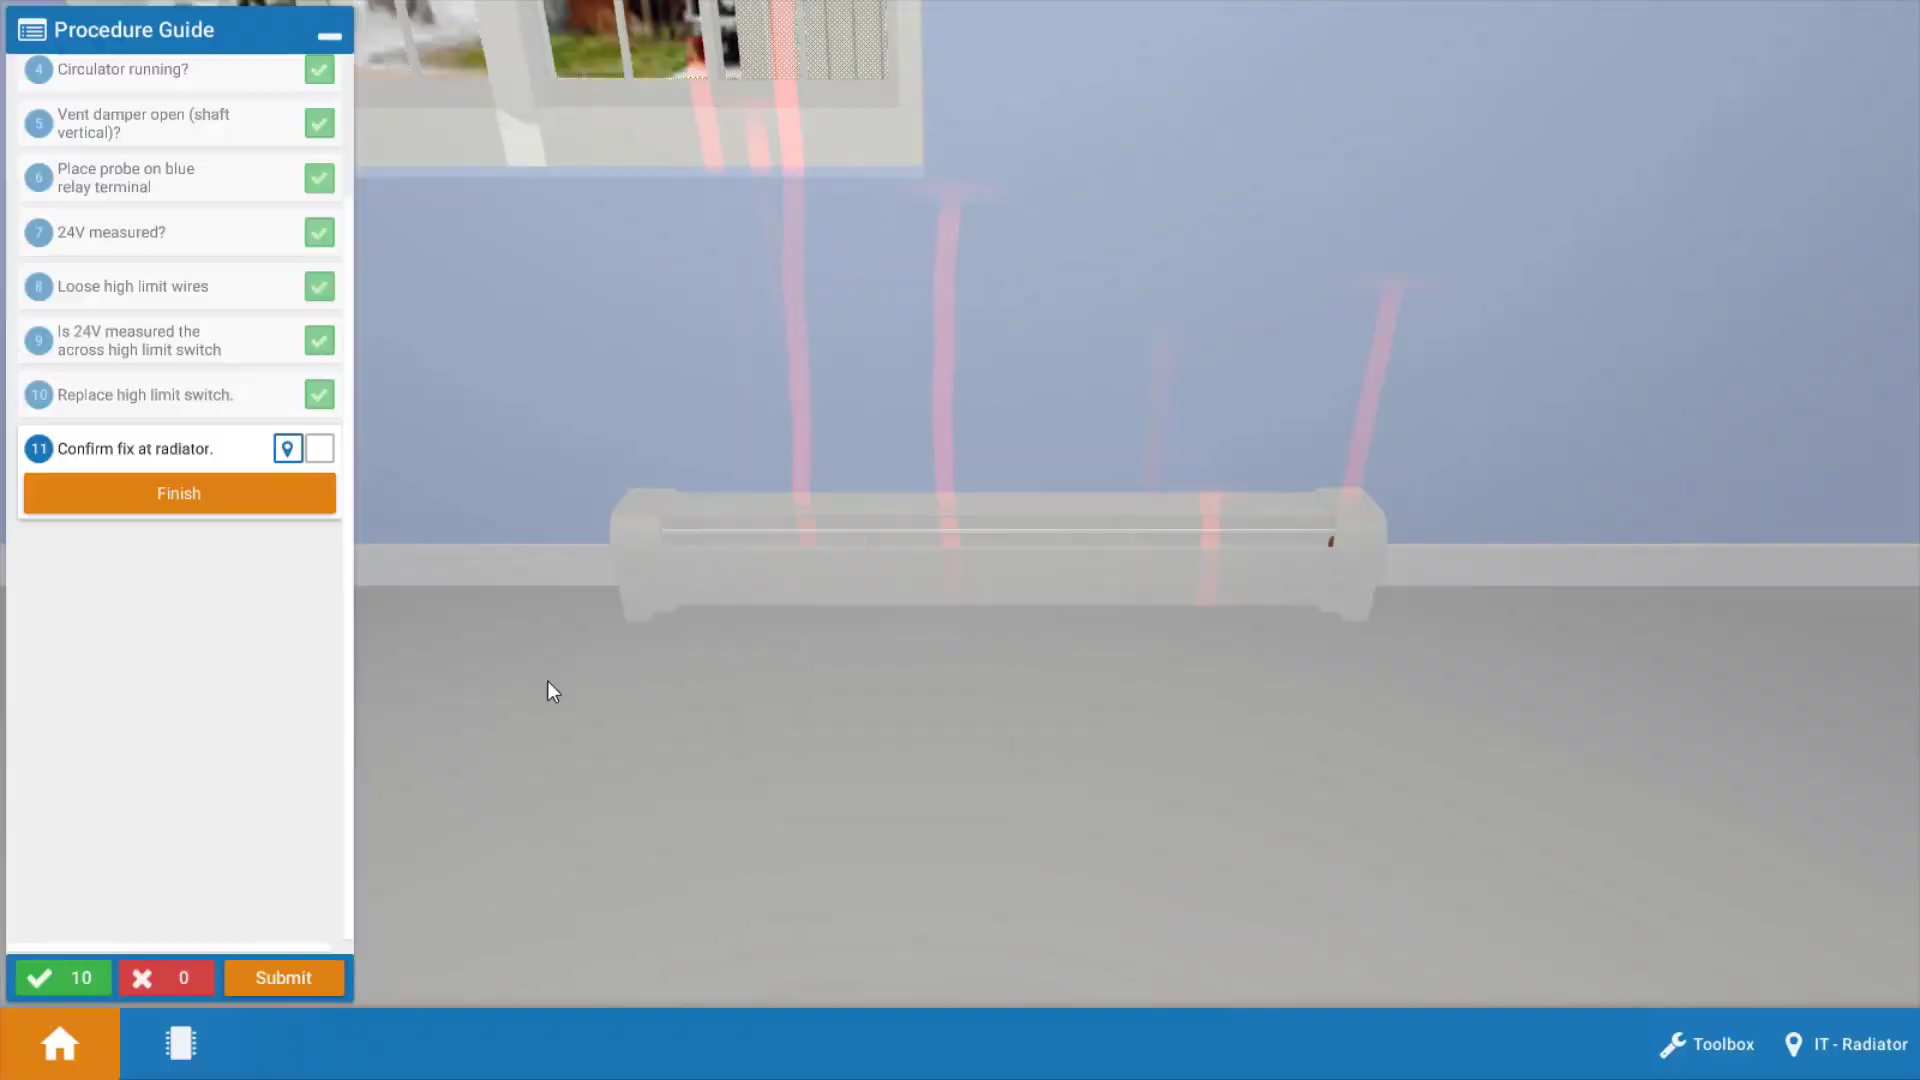 Procedure Guide
4 Circulator running?
5 Vent damper open (shaft
vertical)?
6 Place probe on blue
relay terminal
7 24V measured?
8 Loose high limit wires
9 Is 24V measured the
across high limit switch
10 Replace high limit switch.
11 Confirm fix at radiator.
Finish
10 0 Submit
Toolbox IT - Radiator